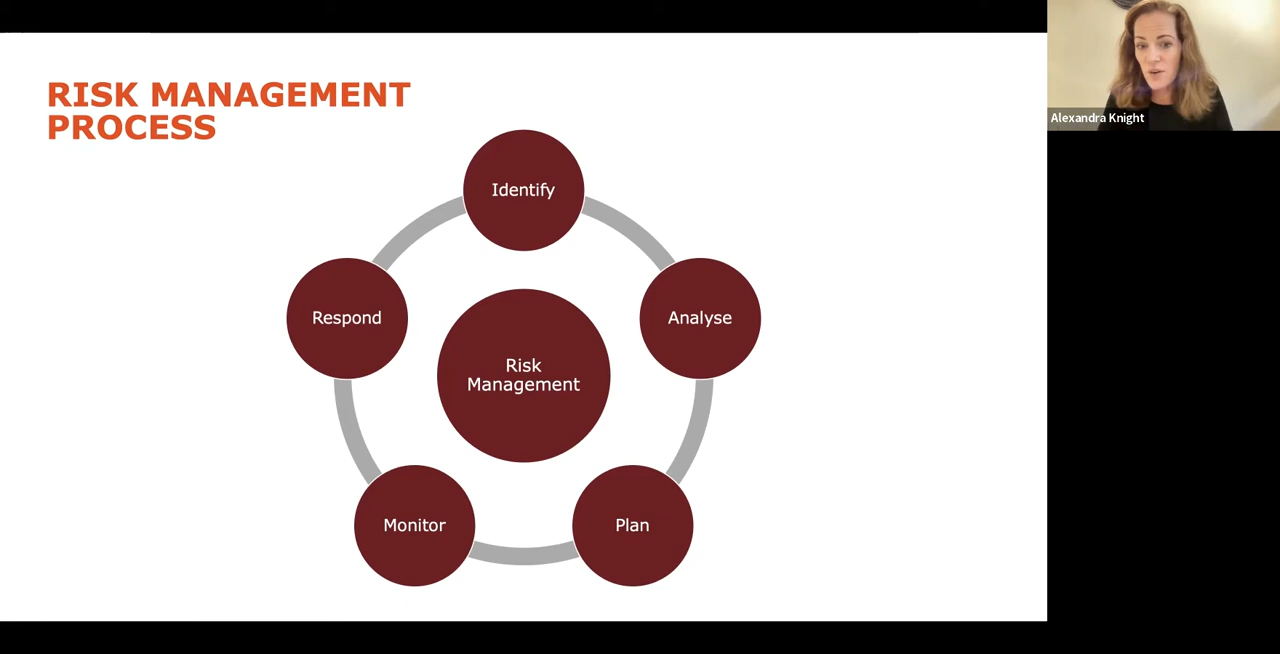 RISK MANAGEMENT
PROCESS
Alexandra Knight
Identify
Respond
Analyse
Risk
Management
Monitor
Plan